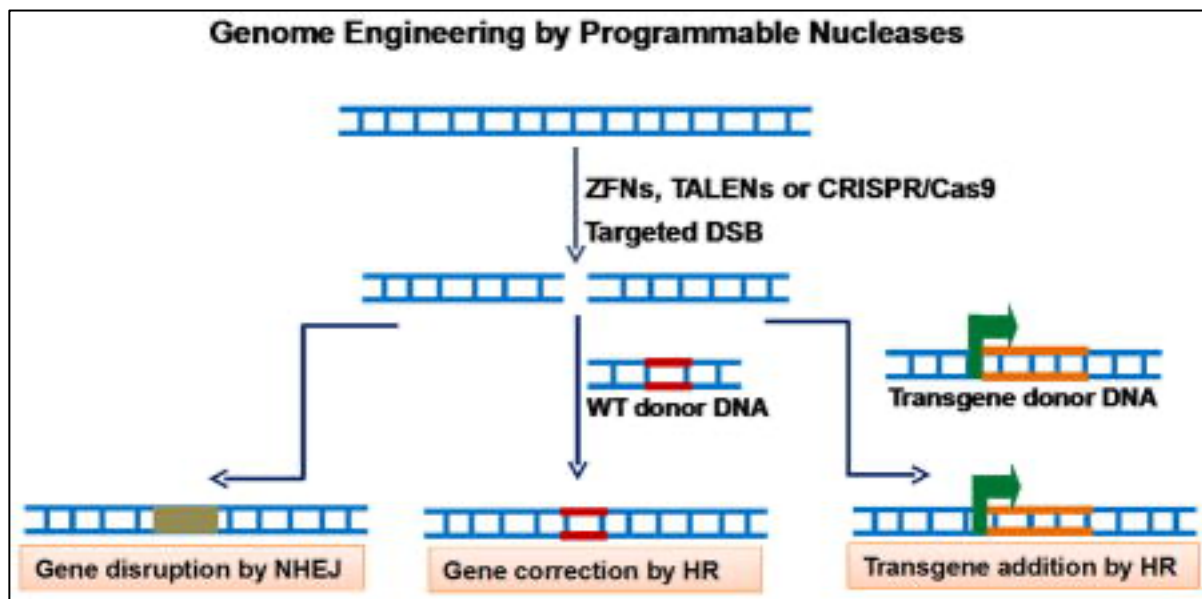 Genome Engineering by Programmable Nucleases
ZFNs, TALENs or CRISPR/Cas9
Targeted DSB
WT donor DNA
Transgene donor DNA
Gene disruption by NHEJ
Gene correction by HR
Transgene addition by HR